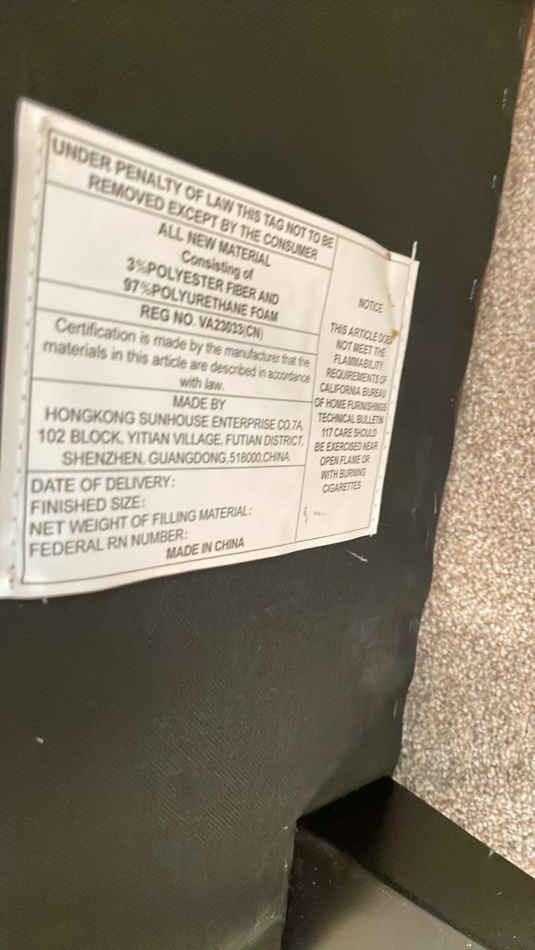 UNDER PENALTY OF LAW THIS TAG NOT TO BE
REMOVED EXCEPT BY THE CONSUMER
ALL NEW MATERIAL
Consisting of
3%POLYESTER FIBER AND
97%POLYURETHANE FOAM
REG NO. VA23033(CN)
Certification is made by the manufacturer that the
materials in this article are described in accordance
with law.
MADE BY
HONGKONG SUNHOUSE ENTERPRISE CO.7A,
102 BLOCK, YITIAN VILLAGE, FUTIAN DISTRICT,
SHENZHEN, GUANGDONG,518000,CHINA.
DATE OF DELIVERY:
FINISHED SIZE:
NET WEIGHT OF FILLING MATERIAL:
FEDERAL RN NUMBER:
MADE IN CHINA
NOTICE
THIS ARTICLE DOES
NOT MEET THE
FLAMMABILITY
REQUIREMENTS OF
CALIFORNIA BUREAU
OF HOME FURNISHINGS
TECHNICAL BULLETIN
117 CARE SHOULD
BE EXERCISED NEAR
OPEN FLAME OR
WITH BURNING
CIGARETTES